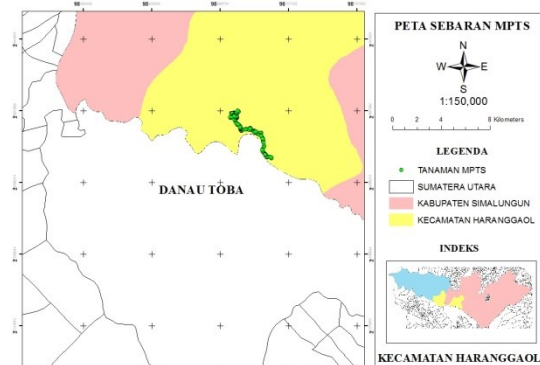 DANAU TOBA
PETA SEBARAN MPTS
N
W E
S
1:150,000
0 2 4 8 Kilometers
LEGENDA
TANAMAN MPTS
SUMATERA UTARA
KABUPATEN SIMALUNGUN
KECAMATAN HARANGGAOL
INDEKS
KECAMATAN HARANGGAOL